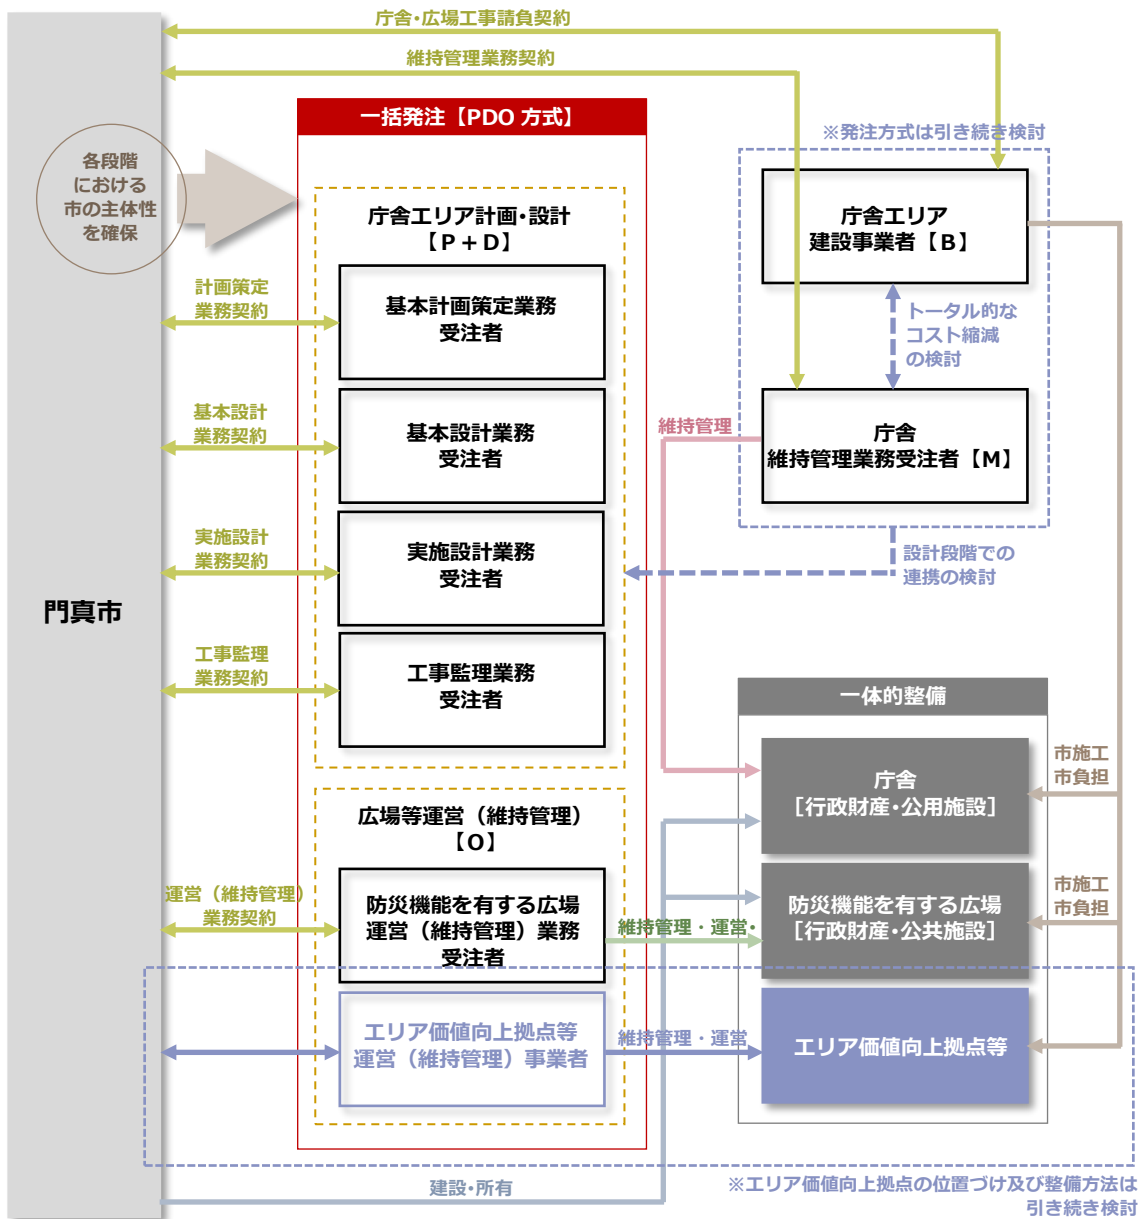 庁舎・広場工事請負契約
維持管理業務契約
一括発注【PDO 方式】
※発注方式は引き続き検討
各段階
における
市の主体性
を確保
庁舎エリア計画・設計
【P+D】
庁舎エリア
建設事業者【B】
計画策定
業務契約
基本計画策定業務
受注者
トータル的な
コスト縮減
の検討
基本設計
業務契約
基本設計業務
受注者
維持管理
庁舎
維持管理業務受注者【M】
実施設計
業務契約
実施設計業務
受注者
設計段階での
連携の検討
門真市
工事監理
業務契約
工事監理業務
受注者
一体的整備
庁舎
[行政財産・公用施設]
市施工
市負担
広場等運営（維持管理）
【O】
運営（維持管理）
業務契約
防災機能を有する広場
運営（維持管理）業務
受注者
維持管理・運営・
防災機能を有する広場
[行政財産・公共施設]
市施工
市負担
エリア価値向上拠点等
運営（維持管理）事業者
維持管理・運営
エリア価値向上拠点等
建設・所有
※エリア価値向上拠点の位置づけ及び整備方法は
引き続き検討